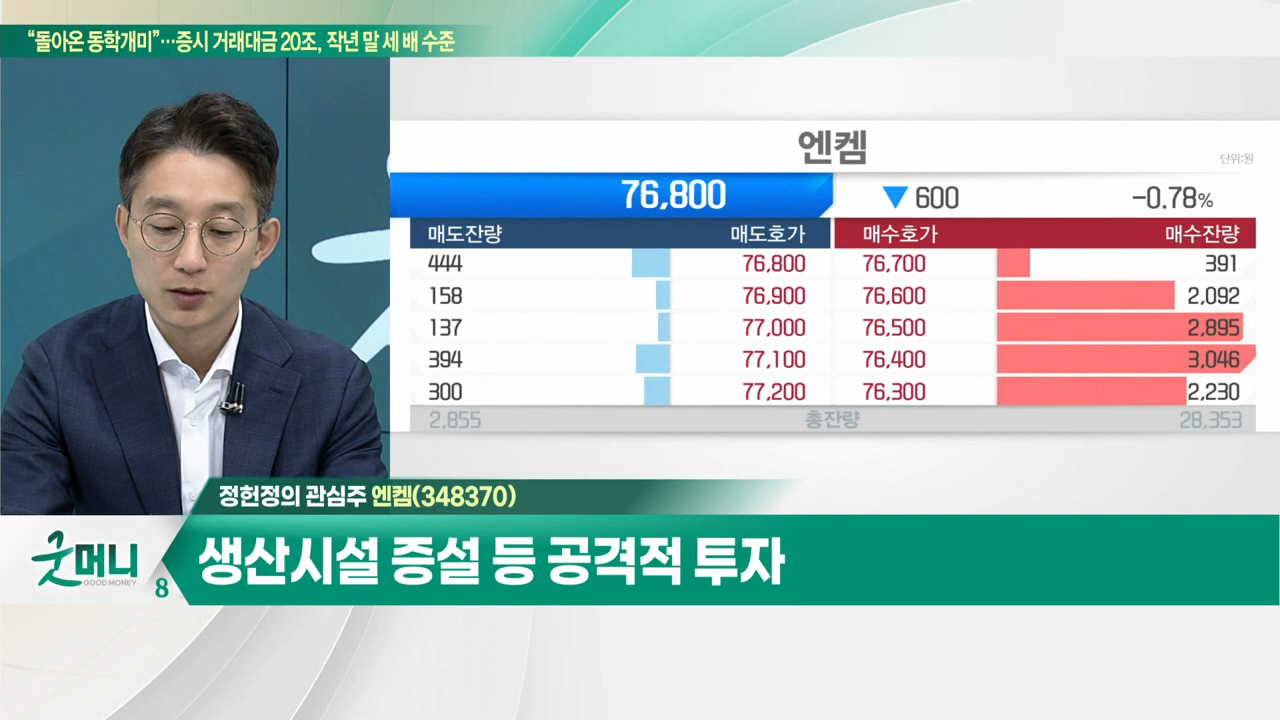 “돌아온 동학개미”…증시 거래대금 20조, 작년 말 세 배 수준
엔켐
단위:원
76,800 ▼600 -0.78%
매도잔량 매도호가 매수호가 매수잔량
444 76,800 76,700 391
158 76,900 76,600 2,092
137 77,000 76,500 2,895
394 77,100 76,400 3,046
300 77,200 76,300 2,230
2,855 총잔량 28,353
정헌정의 관심주 엔켐(348370)
굿머니
GOOD MONEY
8
생산시설 증설 등 공격적 투자